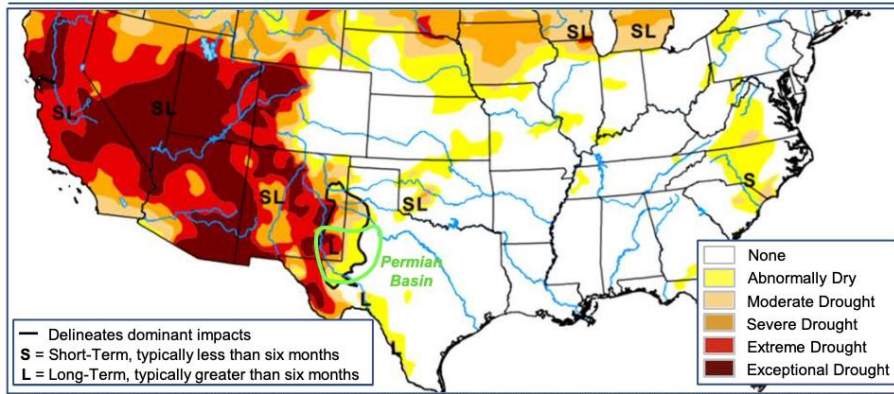 SL
SL
SL
SL
SL
SL
S
L
Permian
Basin
L
L
None
Abnormally Dry
Moderate Drought
Severe Drought
Extreme Drought
Exceptional Drought
Delineates dominant impacts
S = Short-Term, typically less than six months
L = Long-Term, typically greater than six months